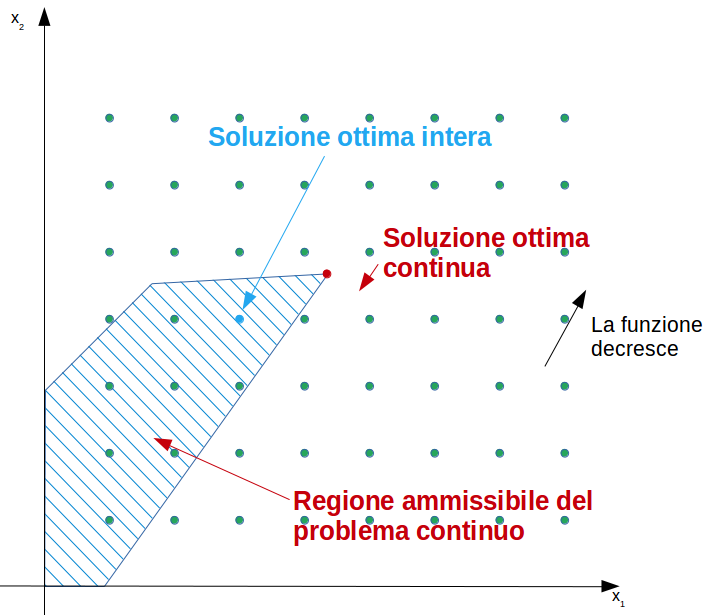 x2
Soluzione ottima intera
Soluzione ottima
continua
La funzione
decresce
Regione ammissibile del
problema continuo
x1